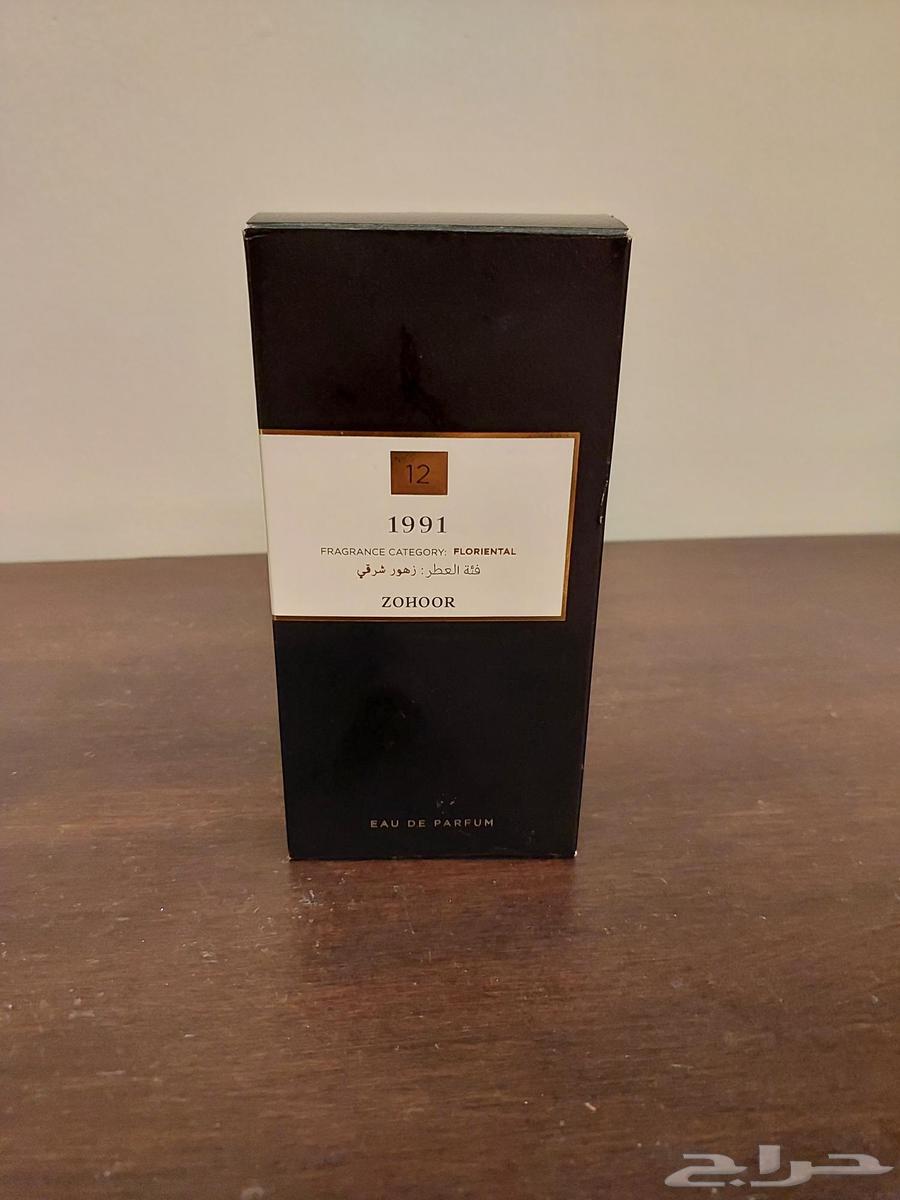 12
1991
FRAGRANCE CATEGORY: FLORIENTAL
فئة العطر: زهور شرقي
ZOHOOR
EAU DE PARFUM
حراج